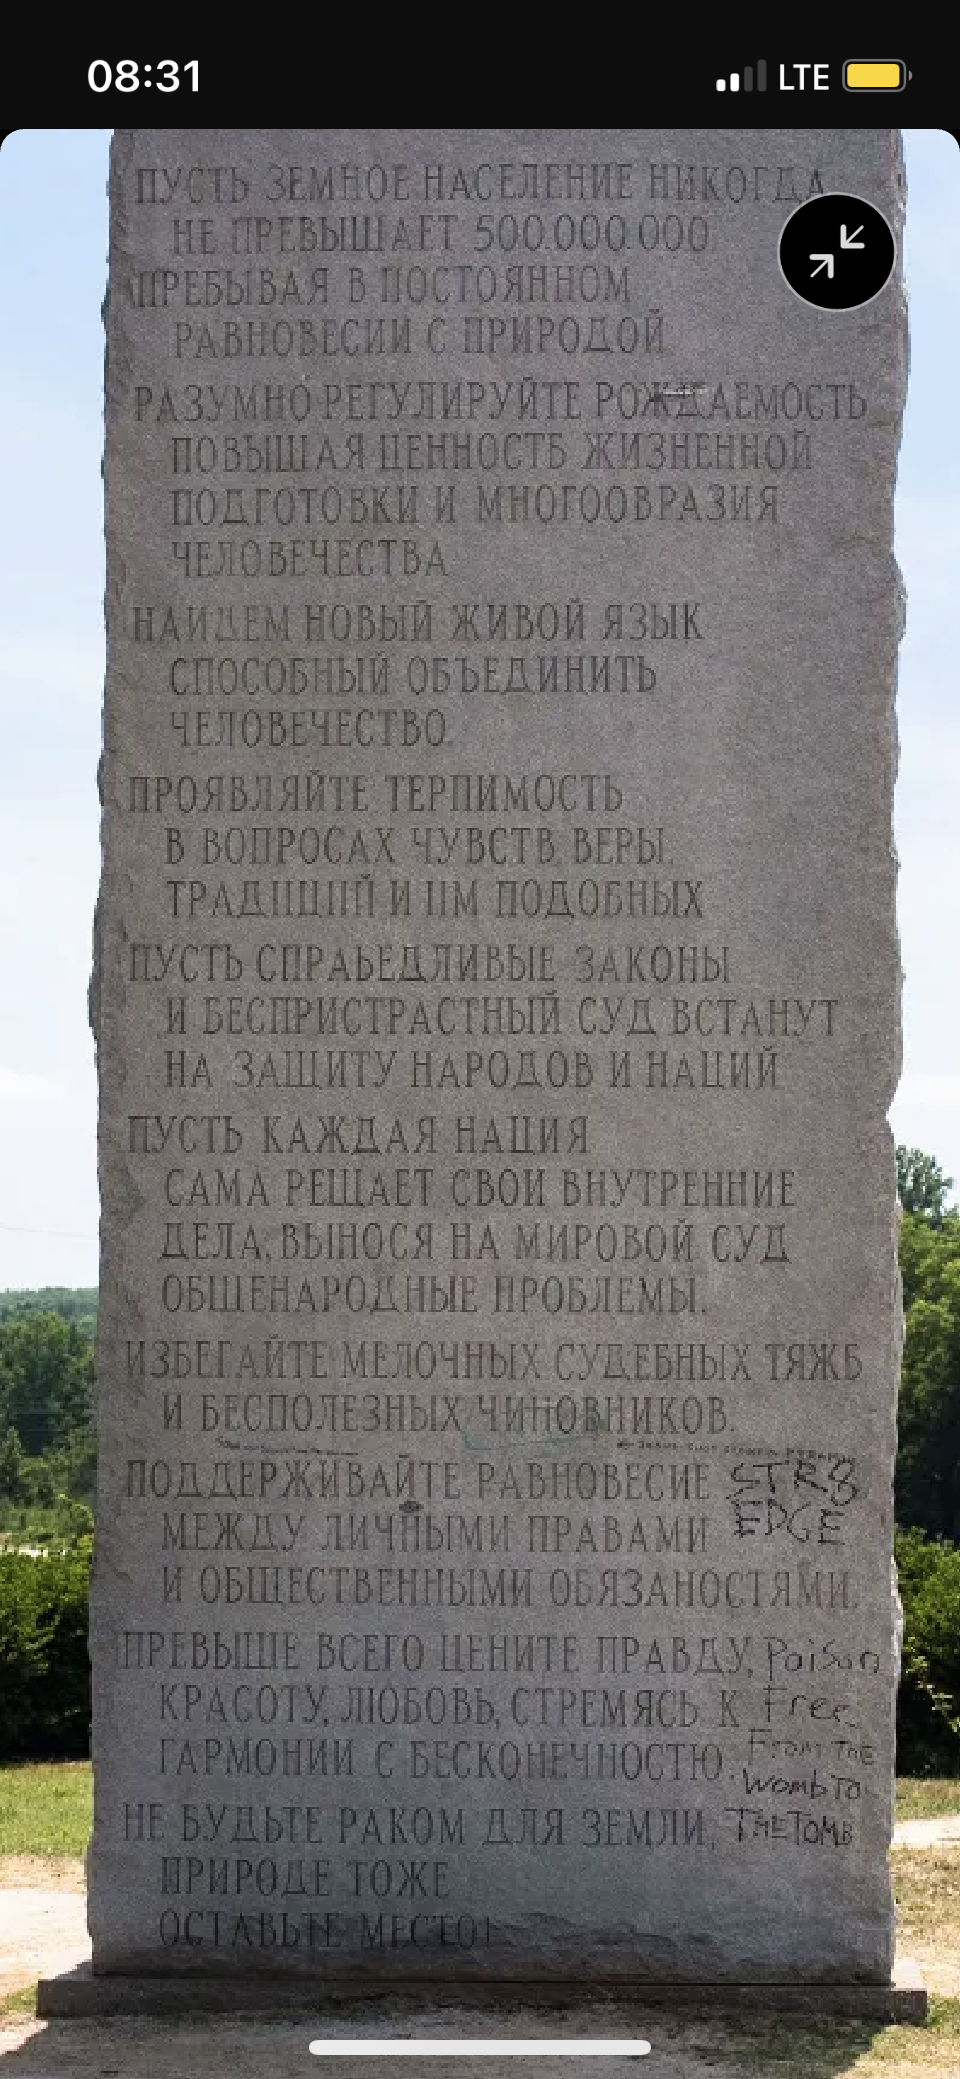 08:31
LTE
ПУСТЬ ЗЕМНОЕ НАСЕЛЕНИЕ НИКОГДА
НЕ ПРЕВЫШАЕТ 500.000.000
ПРЕБЫВАЯ В ПОСТОЯННОМ
РАВНОВЕСИИ С ПРИРОДОЙ
РАЗУМНО РЕГУЛИРУЙТЕ РОЖДАЕМОСТЬ
ПОВЫШАЯ ЦЕННОСТЬ ЖИЗНЕННОЙ
ПОДГОТОВКИ И МНОГООБРАЗИЯ
ЧЕЛОВЕЧЕСТВА
НАЙДЕМ НОВЫЙ ЖИВОЙ ЯЗЫК
СПОСОБНЫЙ ОБЪЕДИНИТЬ
ЧЕЛОВЕЧЕСТВО.
ПРОЯВЛЯЙТЕ ТЕРПИМОСТЬ
В ВОПРОСАХ ЧУВСТВ, ВЕРЫ,
ТРАДИЦИЙ И ИМ ПОДОБНЫХ
ПУСТЬ СПРАВЕДЛИВЫЕ ЗАКОНЫ
И БЕСПРИСТРАСТНЫЙ СУД ВСТАНУТ
НА ЗАЩИТУ НАРОДОВ И НАЦИЙ
ПУСТЬ КАЖДАЯ НАЦИЯ
САМА РЕЩАЕТ СВОИ ВНУТРЕННИЕ
ДЕЛА, ВЫНОСЯ НА МИРОВОЙ СУД
ОБЩЕНАРОДНЫЕ ПРОБЛЕМЫ.
ИЗБЕГАЙТЕ МЕЛОЧНЫХ СУДЕБНЫХ ТЯЖБ
И БЕСПОЛЕЗНЫХ ЧИНОВНИКОВ.
ПОДДЕРЖИВАЙТЕ РАВНОВЕСИЕ
МЕЖДУ ЛИЧНЫМИ ПРАВАМИ EDGE
И ОБЩЕСТВЕННЫМИ ОБЯЗАНОСТЯМИ.
ПРЕВЫШЕ ВСЕГО ЦЕНИТЕ ПРАВДУ, Poison
КРАСОТУ, ЛЮБОВЬ, СТРЕМЯСЬ К Free
ГАРМОНИИ С БЕСКОНЕЧНОСТЮ. From THE
Womb To
НЕ БУДЬТЕ РАКОМ ДЛЯ ЗЕМЛИ, THE TOMB
ПРИРОДЕ ТОЖЕ
ОСТАВЬТЕ МЕСТО!